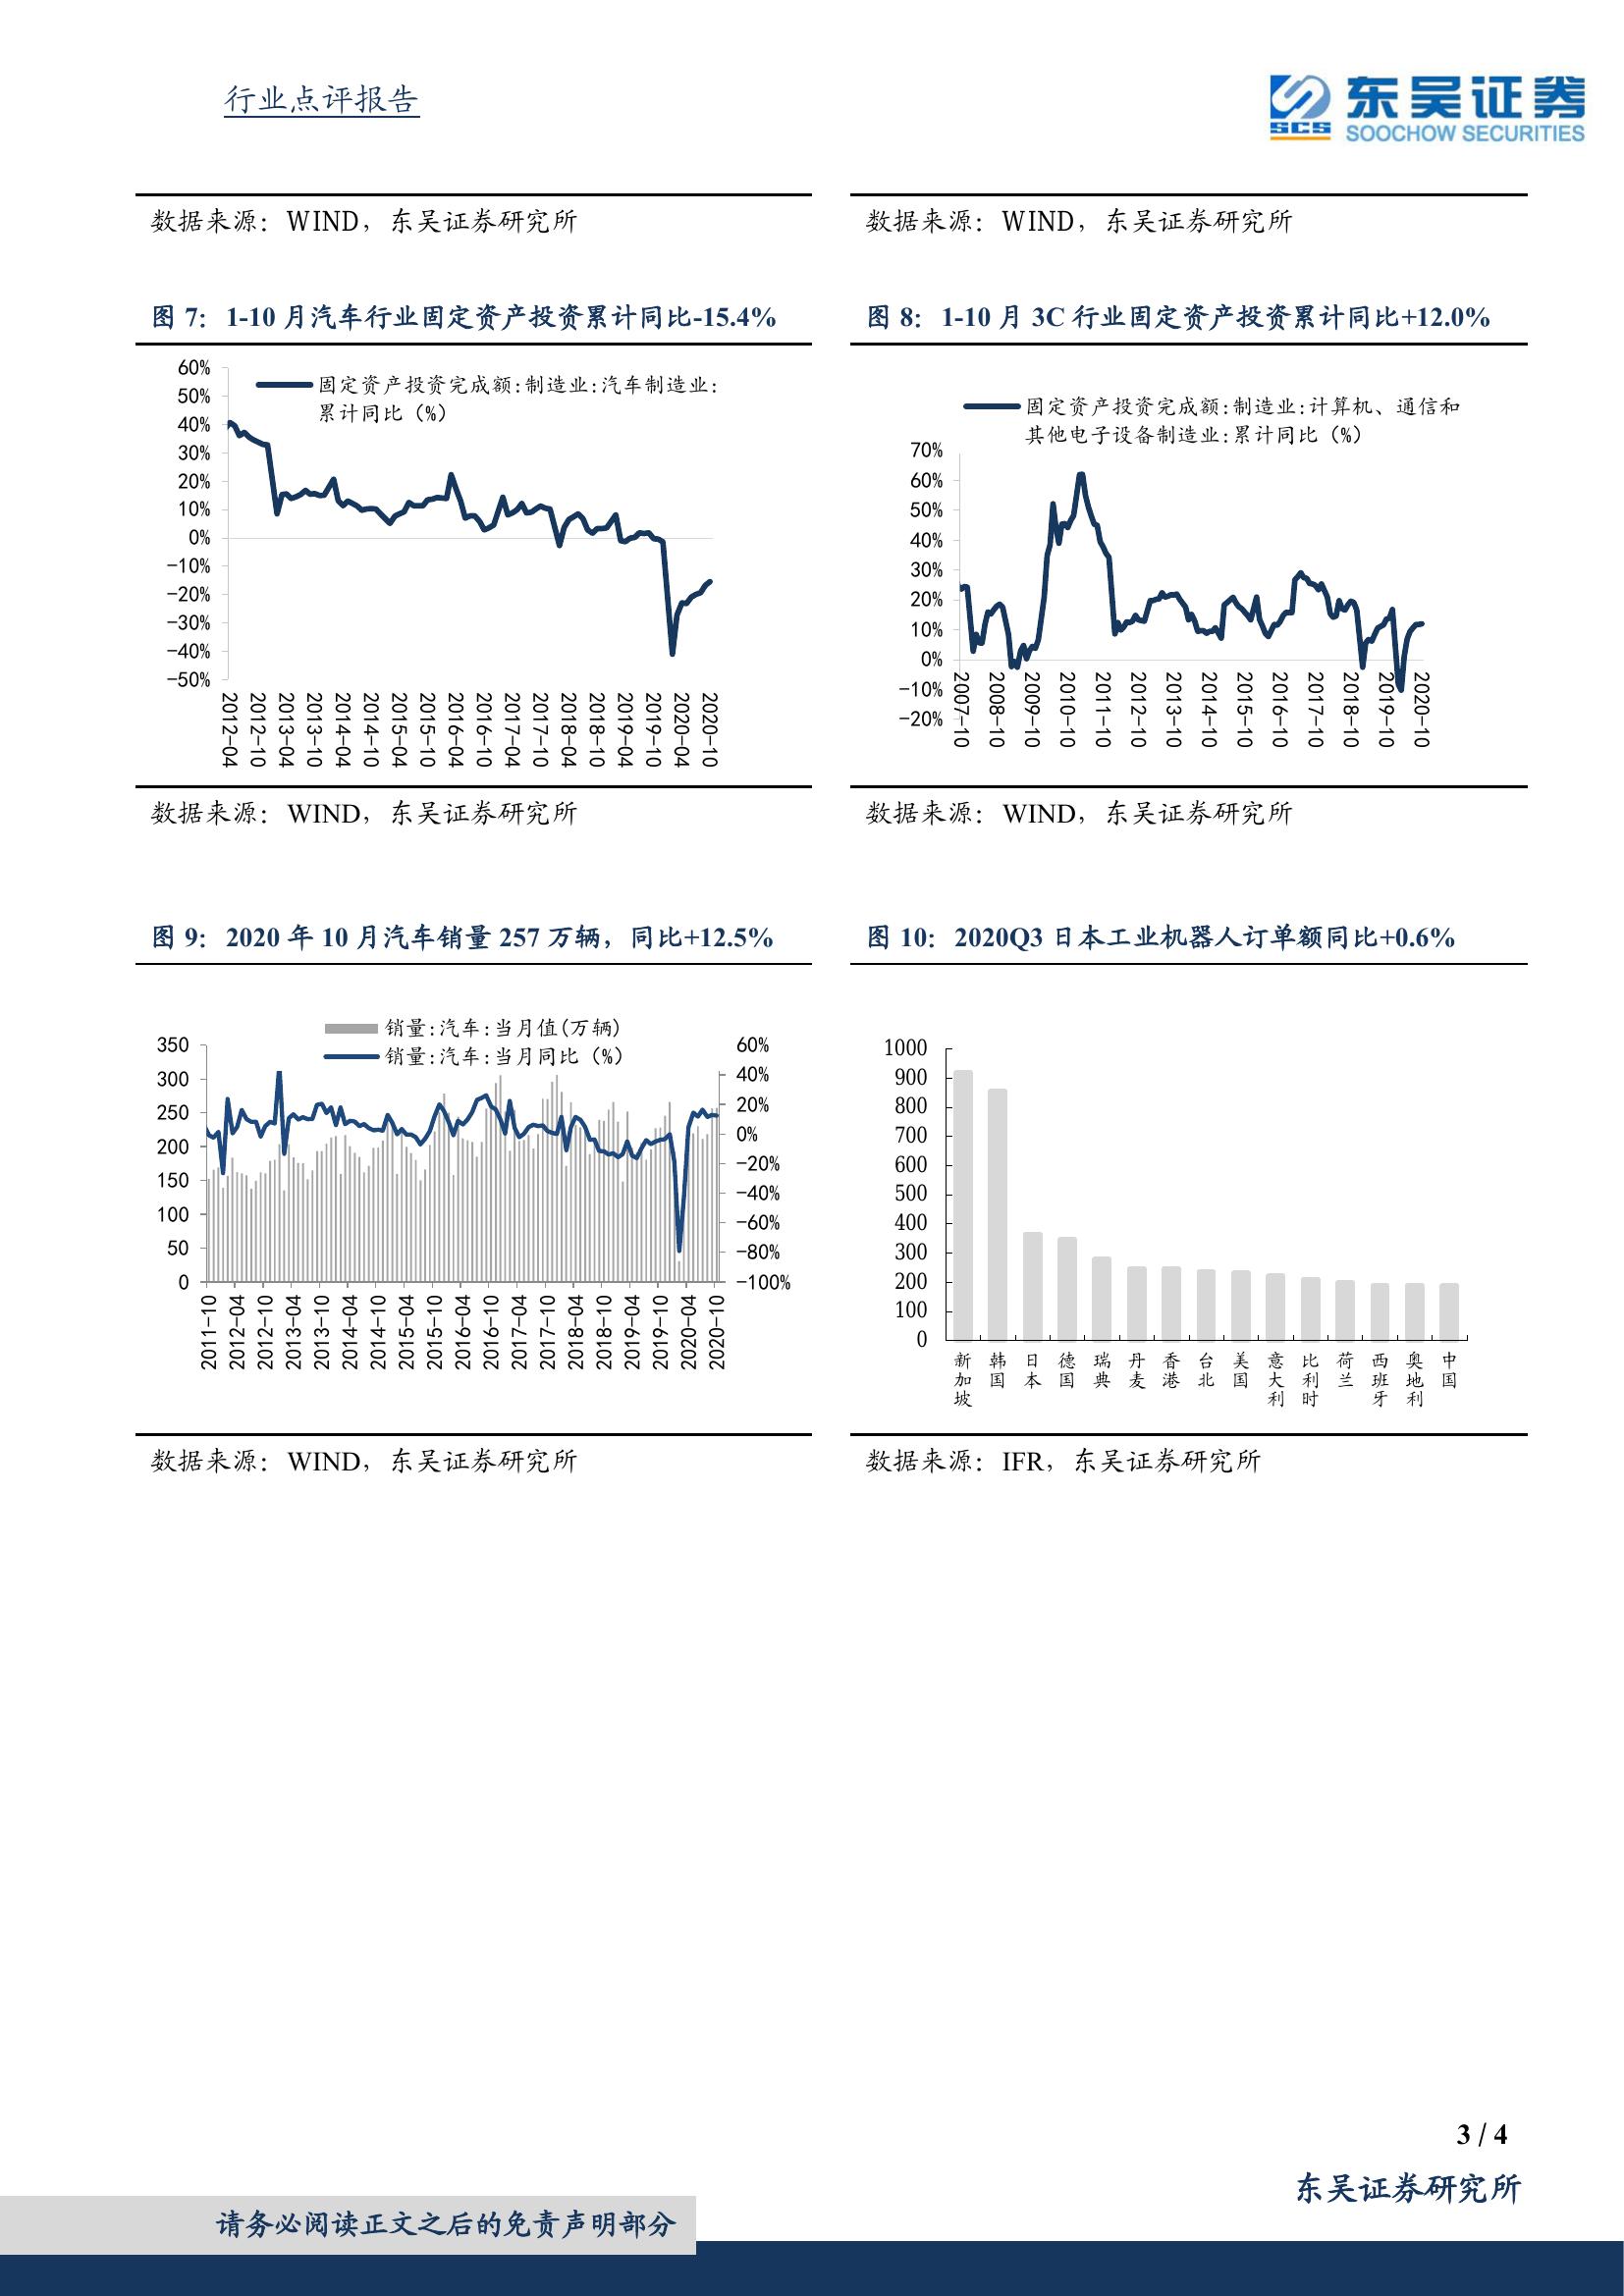 行业点评报告
东吴证券
SCS
SOOCHOW SECURITIES
数据来源：WIND，东吴证券研究所
数据来源：WIND，东吴证券研究所
图 7：1-10 月汽车行业固定资产投资累计同比-15.4%
60%
50%
40%
30%
20%
10%
0%
-10%
-20%
-30%
-40%
-50%
固定资产投资完成额:制造业:汽车制造业:
累计同比（%）
2012-04
2012-10
2013-04
2013-10
2014-04
2014-10
2015-04
2015-10
2016-04
2016-10
2017-04
2017-10
2018-04
2018-10
2019-04
2019-10
2020-04
2020-10
图 8：1-10 月 3C 行业固定资产投资累计同比+12.0%
固定资产投资完成额:制造业:计算机、通信和
其他电子设备制造业:累计同比（%）
70%
60%
50%
40%
30%
20%
10%
0%
-10%
-20%
2007-10
2008-10
2009-10
2010-10
2011-10
2012-10
2013-10
2014-10
2015-10
2016-10
2017-10
2018-10
2019-10
2020-10
数据来源：WIND，东吴证券研究所
数据来源：WIND，东吴证券研究所
图 9：2020 年 10 月汽车销量 257 万辆，同比+12.5%
销量:汽车:当月值(万辆)
销量:汽车:当月同比（%）
350
300
250
200
150
100
50
0
60%
40%
20%
0%
-20%
-40%
-60%
-80%
-100%
2011-10
2012-04
2012-10
2013-04
2013-10
2014-04
2014-10
2015-04
2015-10
2016-04
2016-10
2017-04
2017-10
2018-04
2018-10
2019-04
2019-10
2020-04
2020-10
图 10：2020Q3 日本工业机器人订单额同比+0.6%
1000
900
800
700
600
500
400
300
200
100
0
新加坡
韩国
日本
德国
瑞典
丹麦
香港
台北
美国
意大利
比利时
荷兰
西班牙
奥地利
中国
数据来源：WIND，东吴证券研究所
数据来源：IFR，东吴证券研究所
3 / 4
东吴证券研究所
请务必阅读正文之后的免责声明部分